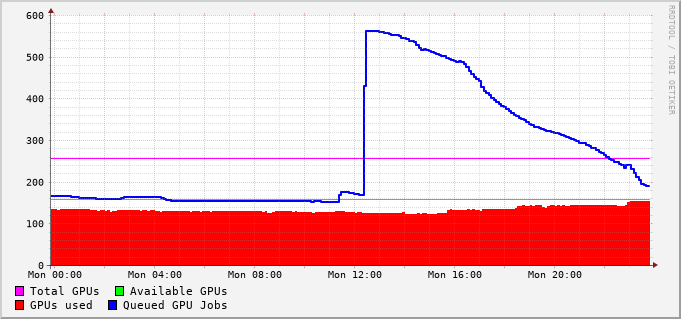 600
500
400
300
200
100
0
Mon 00:00 Mon 04:00 Mon 08:00 Mon 12:00 Mon 16:00 Mon 20:00
Total GPUs Available GPUs
GPUs used Queued GPU Jobs
RRDTOOL / TOBI OETIKER